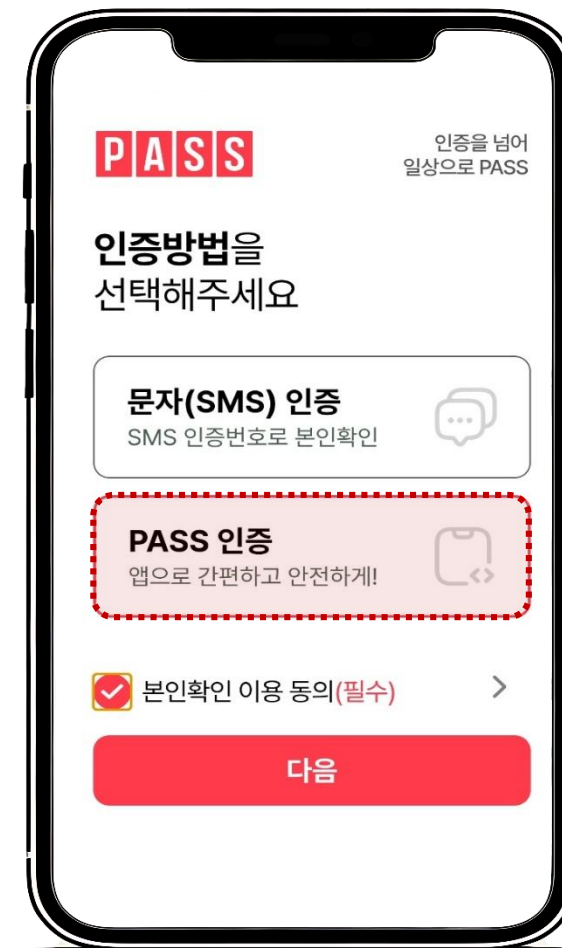 PASS
인증을 넘어
일상으로 PASS
인증방법을
선택해주세요
문자(SMS) 인증
SMS 인증번호로 본인확인
PASS 인증
앱으로 간편하고 안전하게!
본인확인 이용 동의(필수)
다음